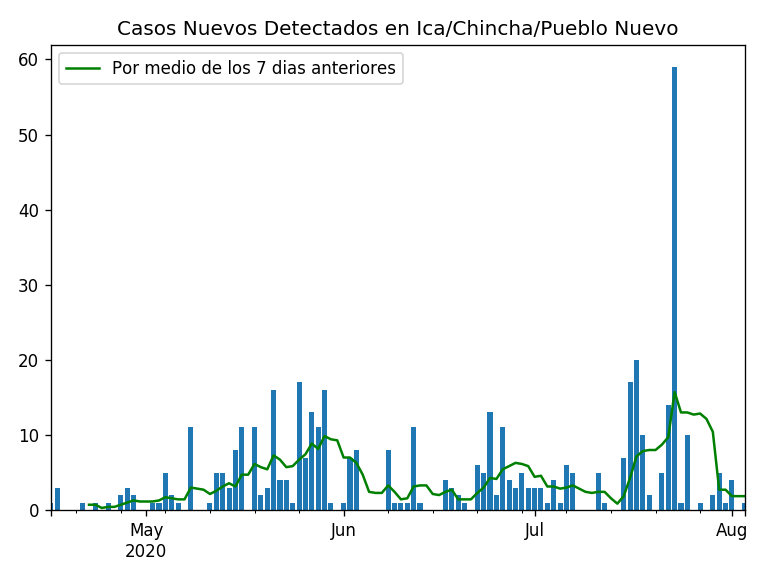 Casos Nuevos Detectados en Ica/Chincha/Pueblo Nuevo
Por medio de los 7 dias anteriores
60
50
40
30
20
10
0
May
2020
Jun
Jul
Aug